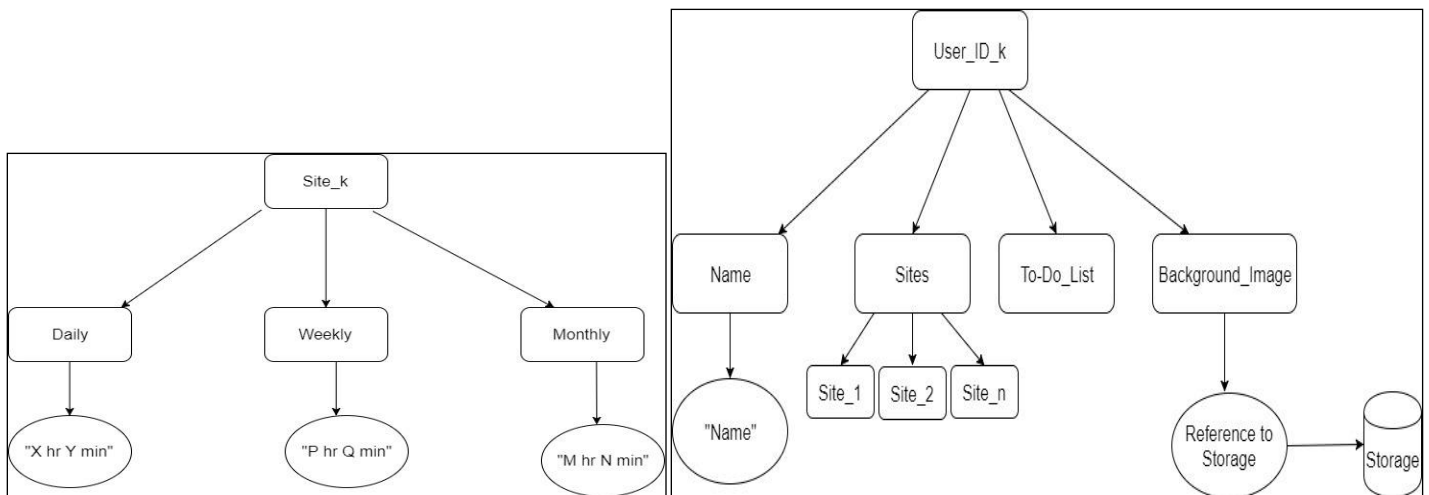 Site_k
Daily
Weekly
Monthly
"X hr Y min"
"P hr Q min"
"M hr N min"
User_ID_k
Name
Sites
To-Do_List
Background_Image
Site_1
Site_2
Site_n
"Name"
Reference to
Storage
Storage